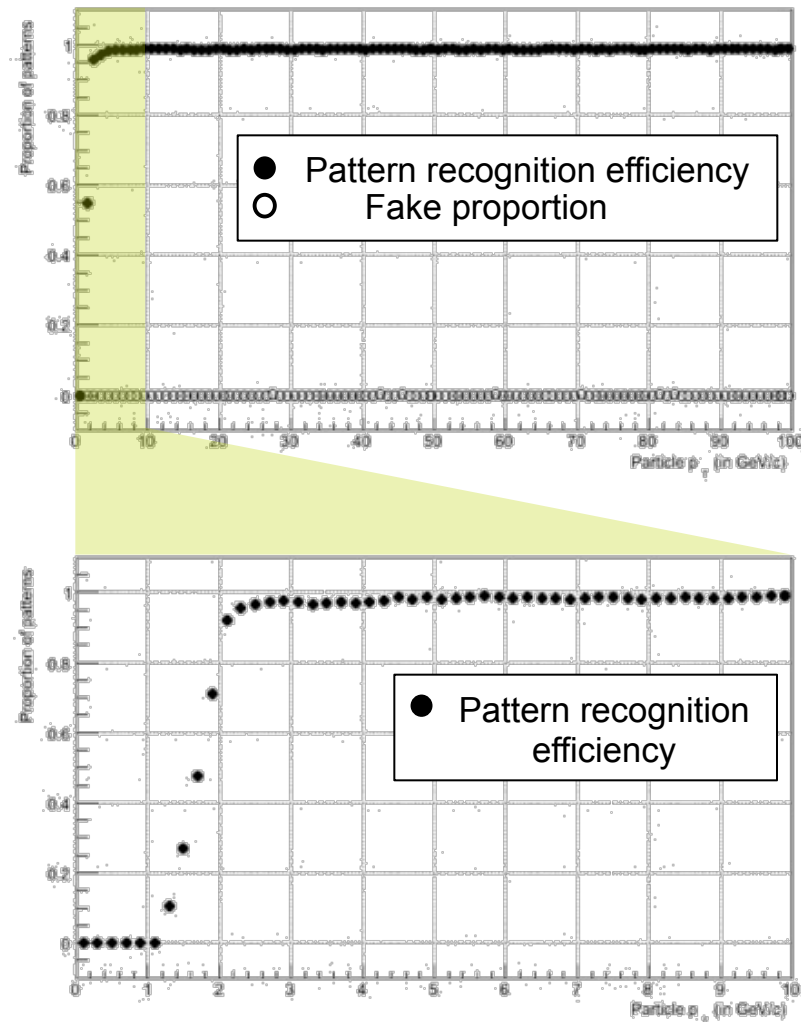 Proportion of patterns
1
0.8
0.6
0.4
0.2
0
● Pattern recognition efficiency
○ Fake proportion
0 10 20 30 40 50 60 70 80 90 100
Particle p T (in GeV/c)
Proportion of patterns
1
0.8
0.6
0.4
0.2
0
● Pattern recognition
efficiency
0 1 2 3 4 5 6 7 8 9 10
Particle p (in GeV/c)